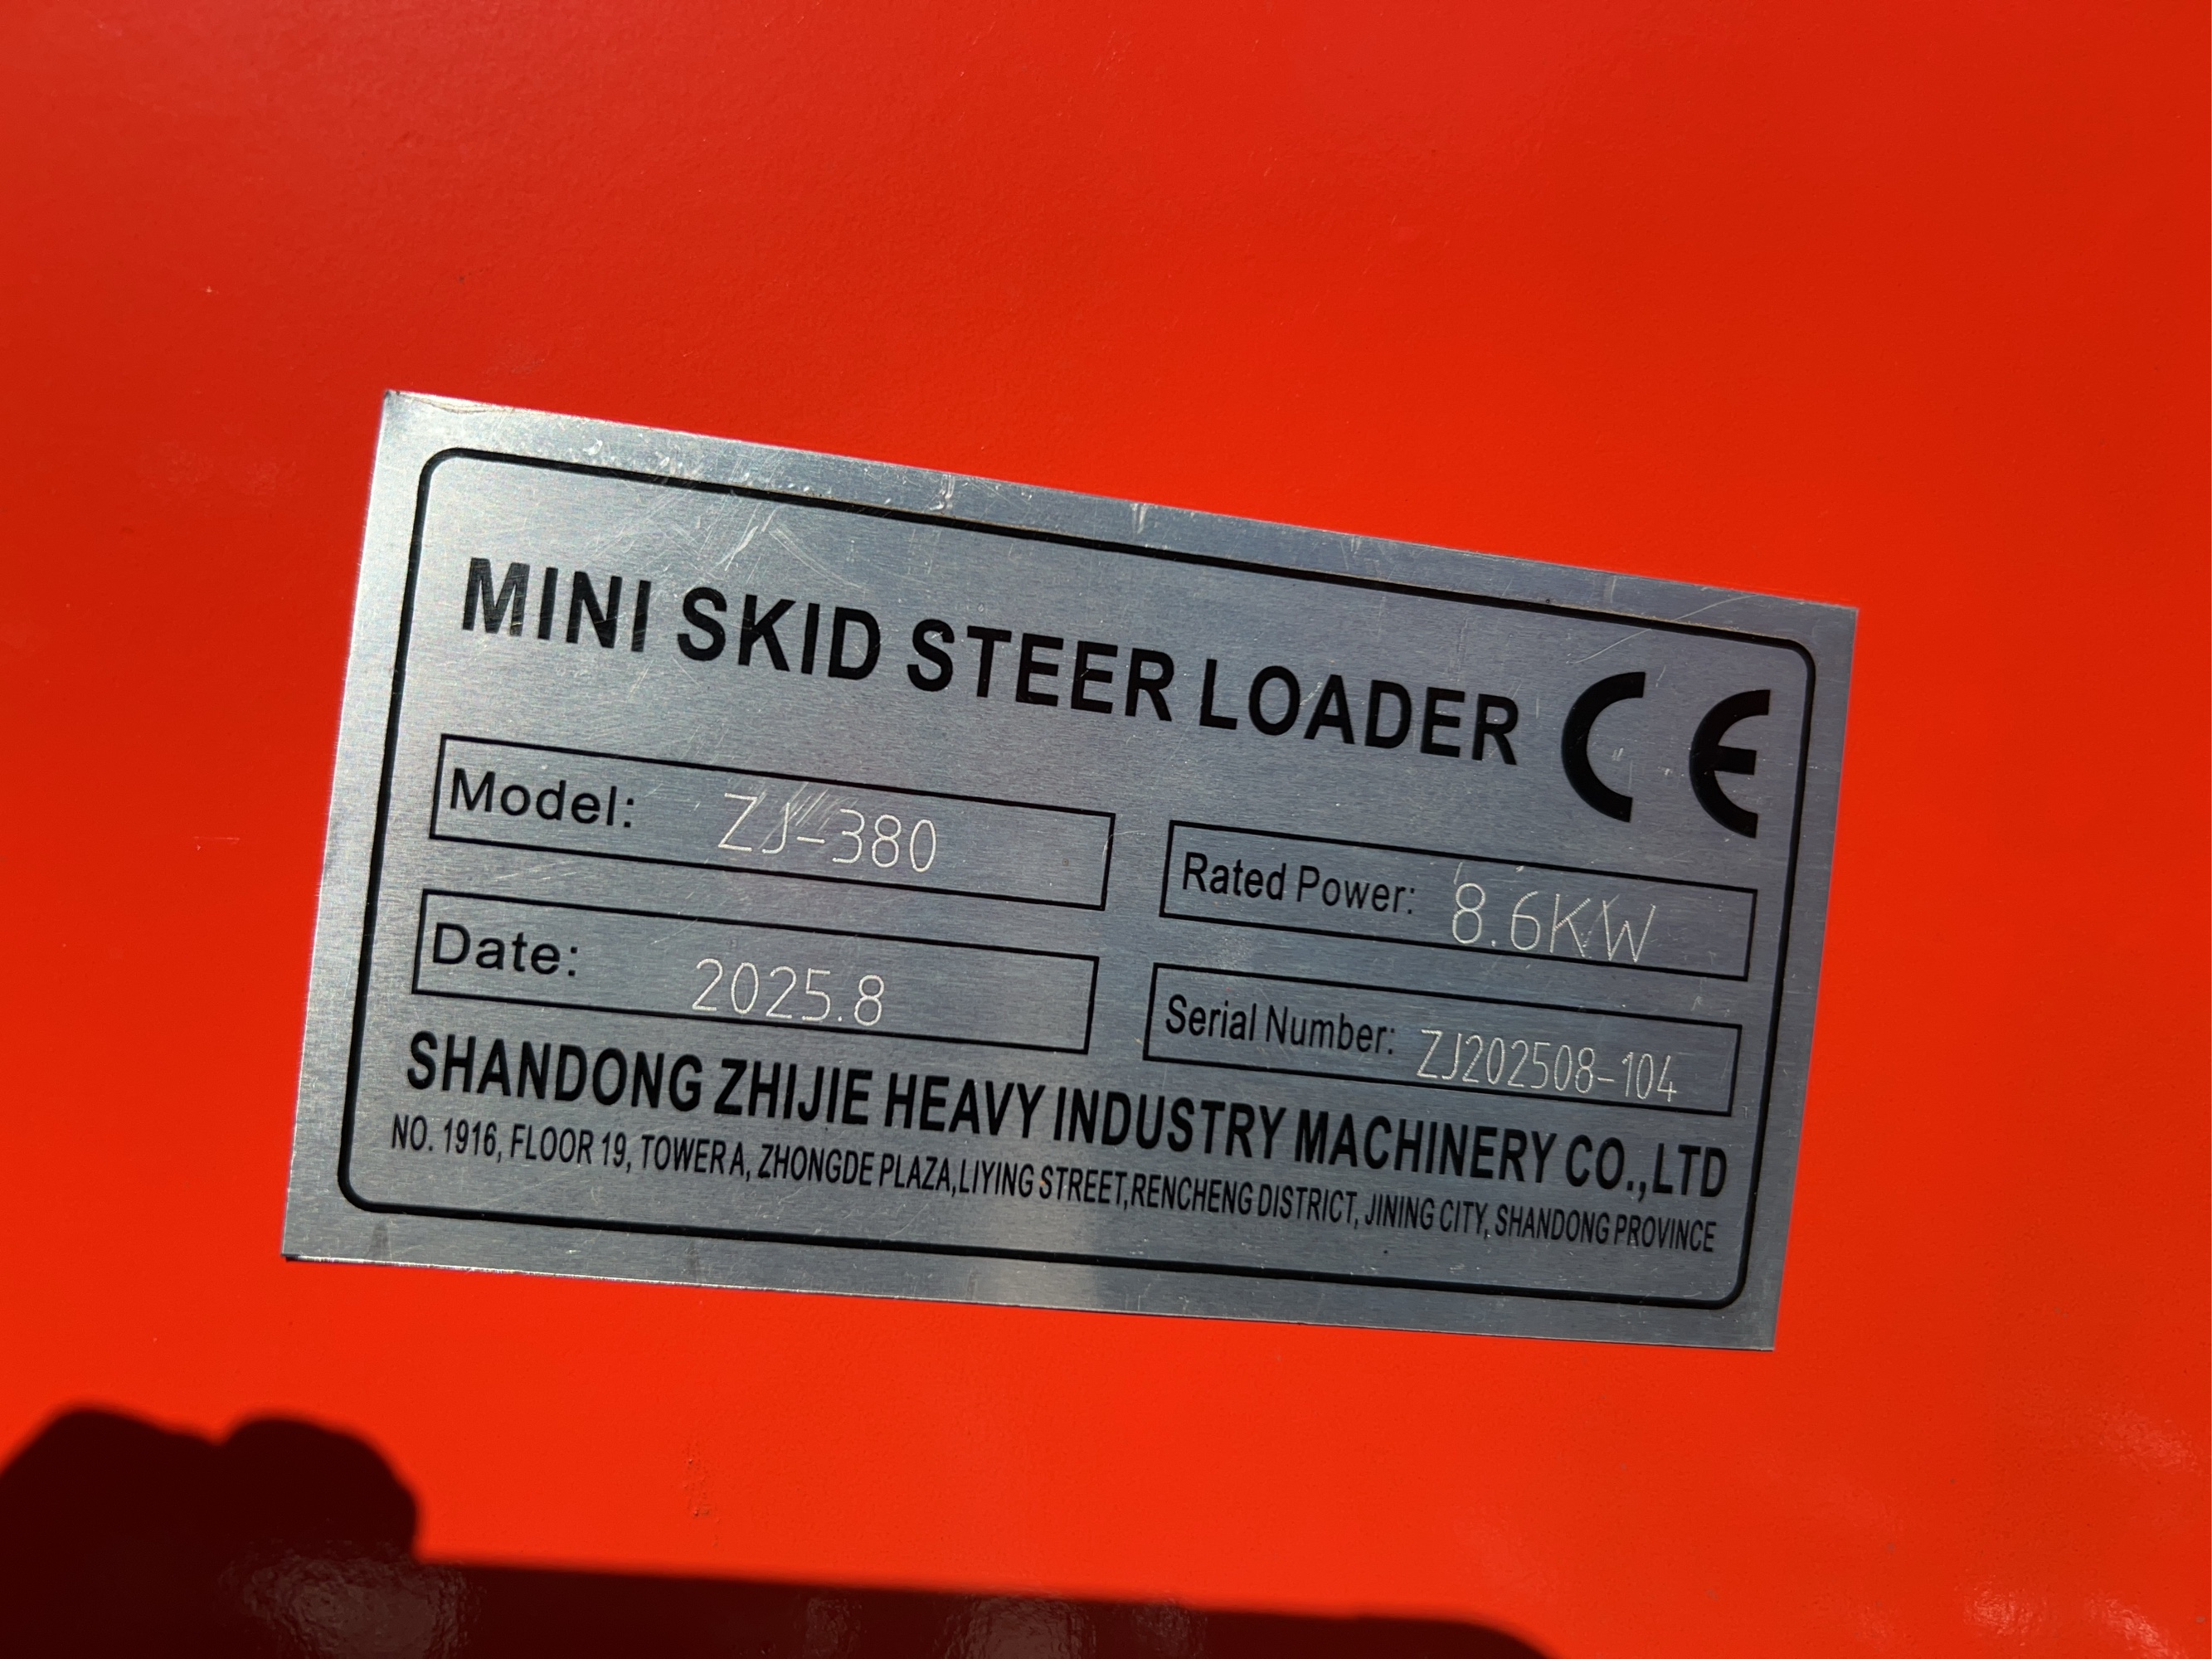 MINI SKID STEER LOADER CE
Model: ZJ-380
Rated Power: 8.6KW
Date: 2025.8
Serial Number: ZJ202508-104
SHANDONG ZHIJIE HEAVY INDUSTRY MACHINERY CO.,LTD
NO. 1916, FLOOR 19, TOWER A, ZHONGDE PLAZA,LIYING STREET,RENCHENG DISTRICT, JINING CITY, SHANDONG PROVINCE